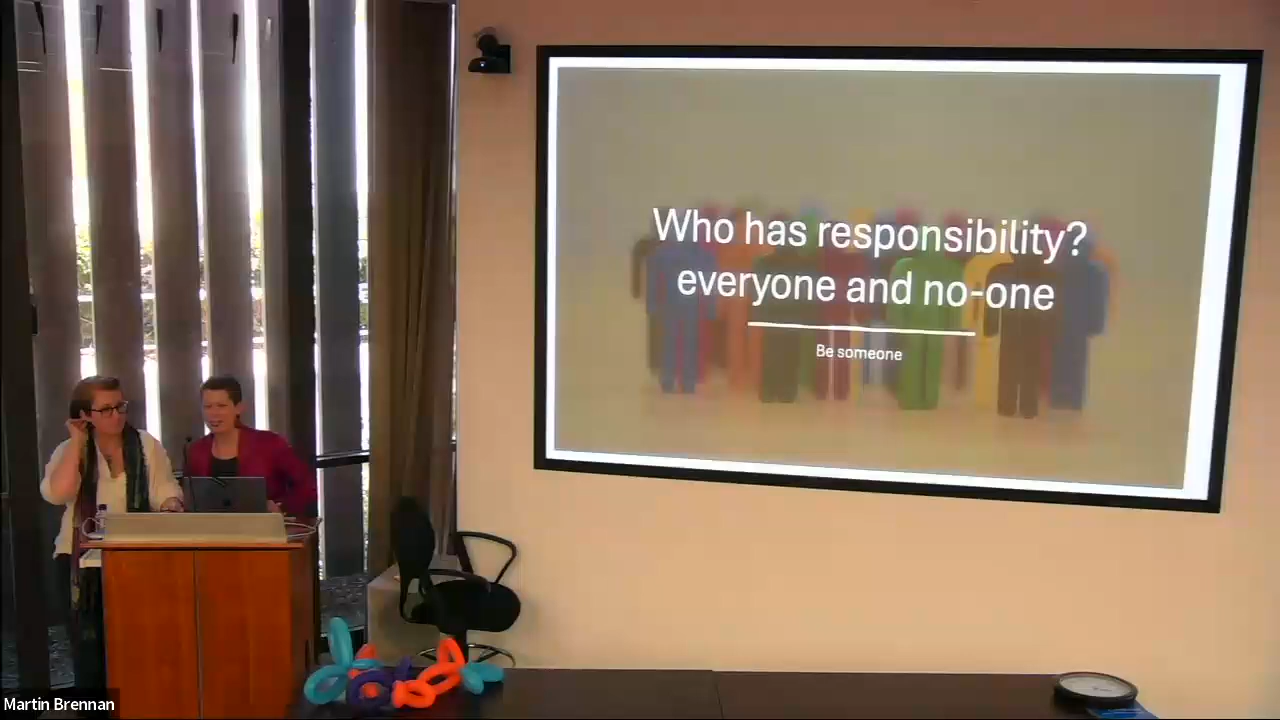 Who has responsibility?
everyone and no-one
Be someone
Martin Brennan